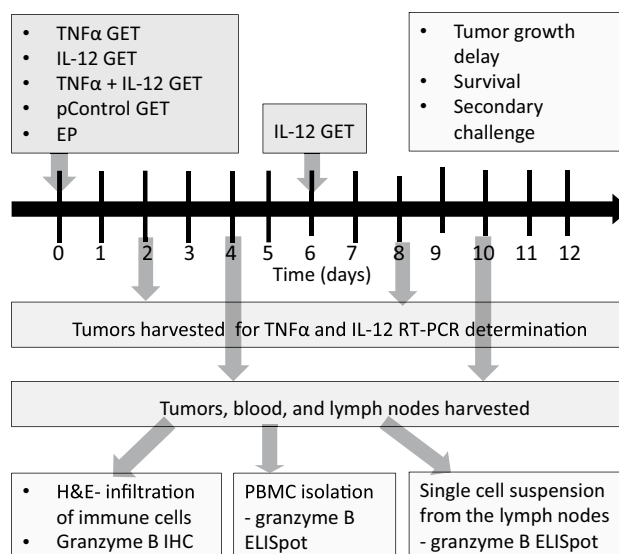 • TNFα GET
• IL-12 GET
• TNFα + IL-12 GET
• pControl GET
• EP
IL-12 GET
• Tumor growth
delay
• Survival
• Secondary
challenge
0 1 2 3 4 5 6 7 8 9 10 11 12
Time (days)
Tumors harvested for TNFα and IL-12 RT-PCR determination
Tumors, blood, and lymph nodes harvested
• H&E- infiltration
of immune cells
• Granzyme B IHC
PBMC isolation
- granzyme B
ELISpot
Single cell suspension
from the lymph nodes
- granzyme B ELISpot